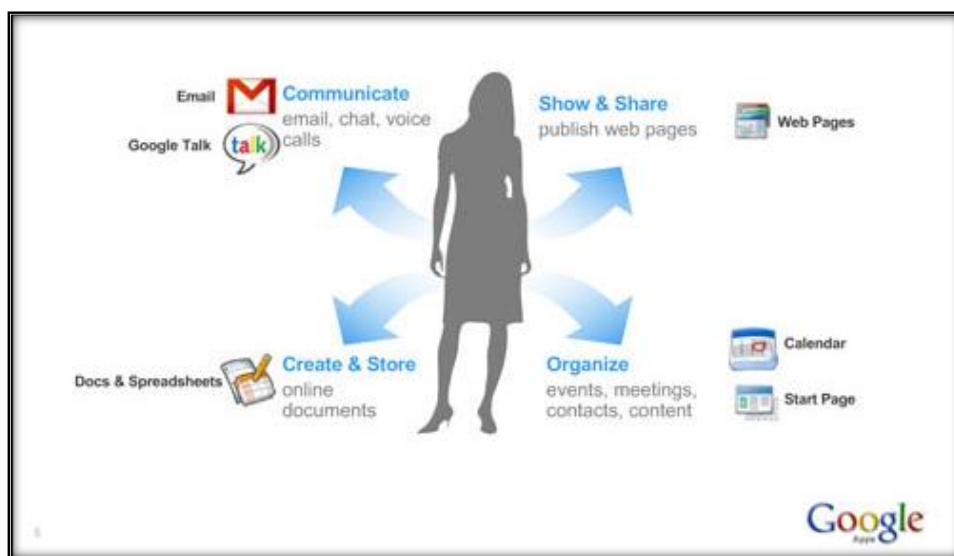 Email
Communicate
email, chat, voice
calls
Google Talk
talk
Show & Share
publish web pages
Web Pages
Docs & Spreadsheets
Create & Store
online
documents
Organize
events, meetings,
contacts, content
Calendar
Start Page
Google
Apps